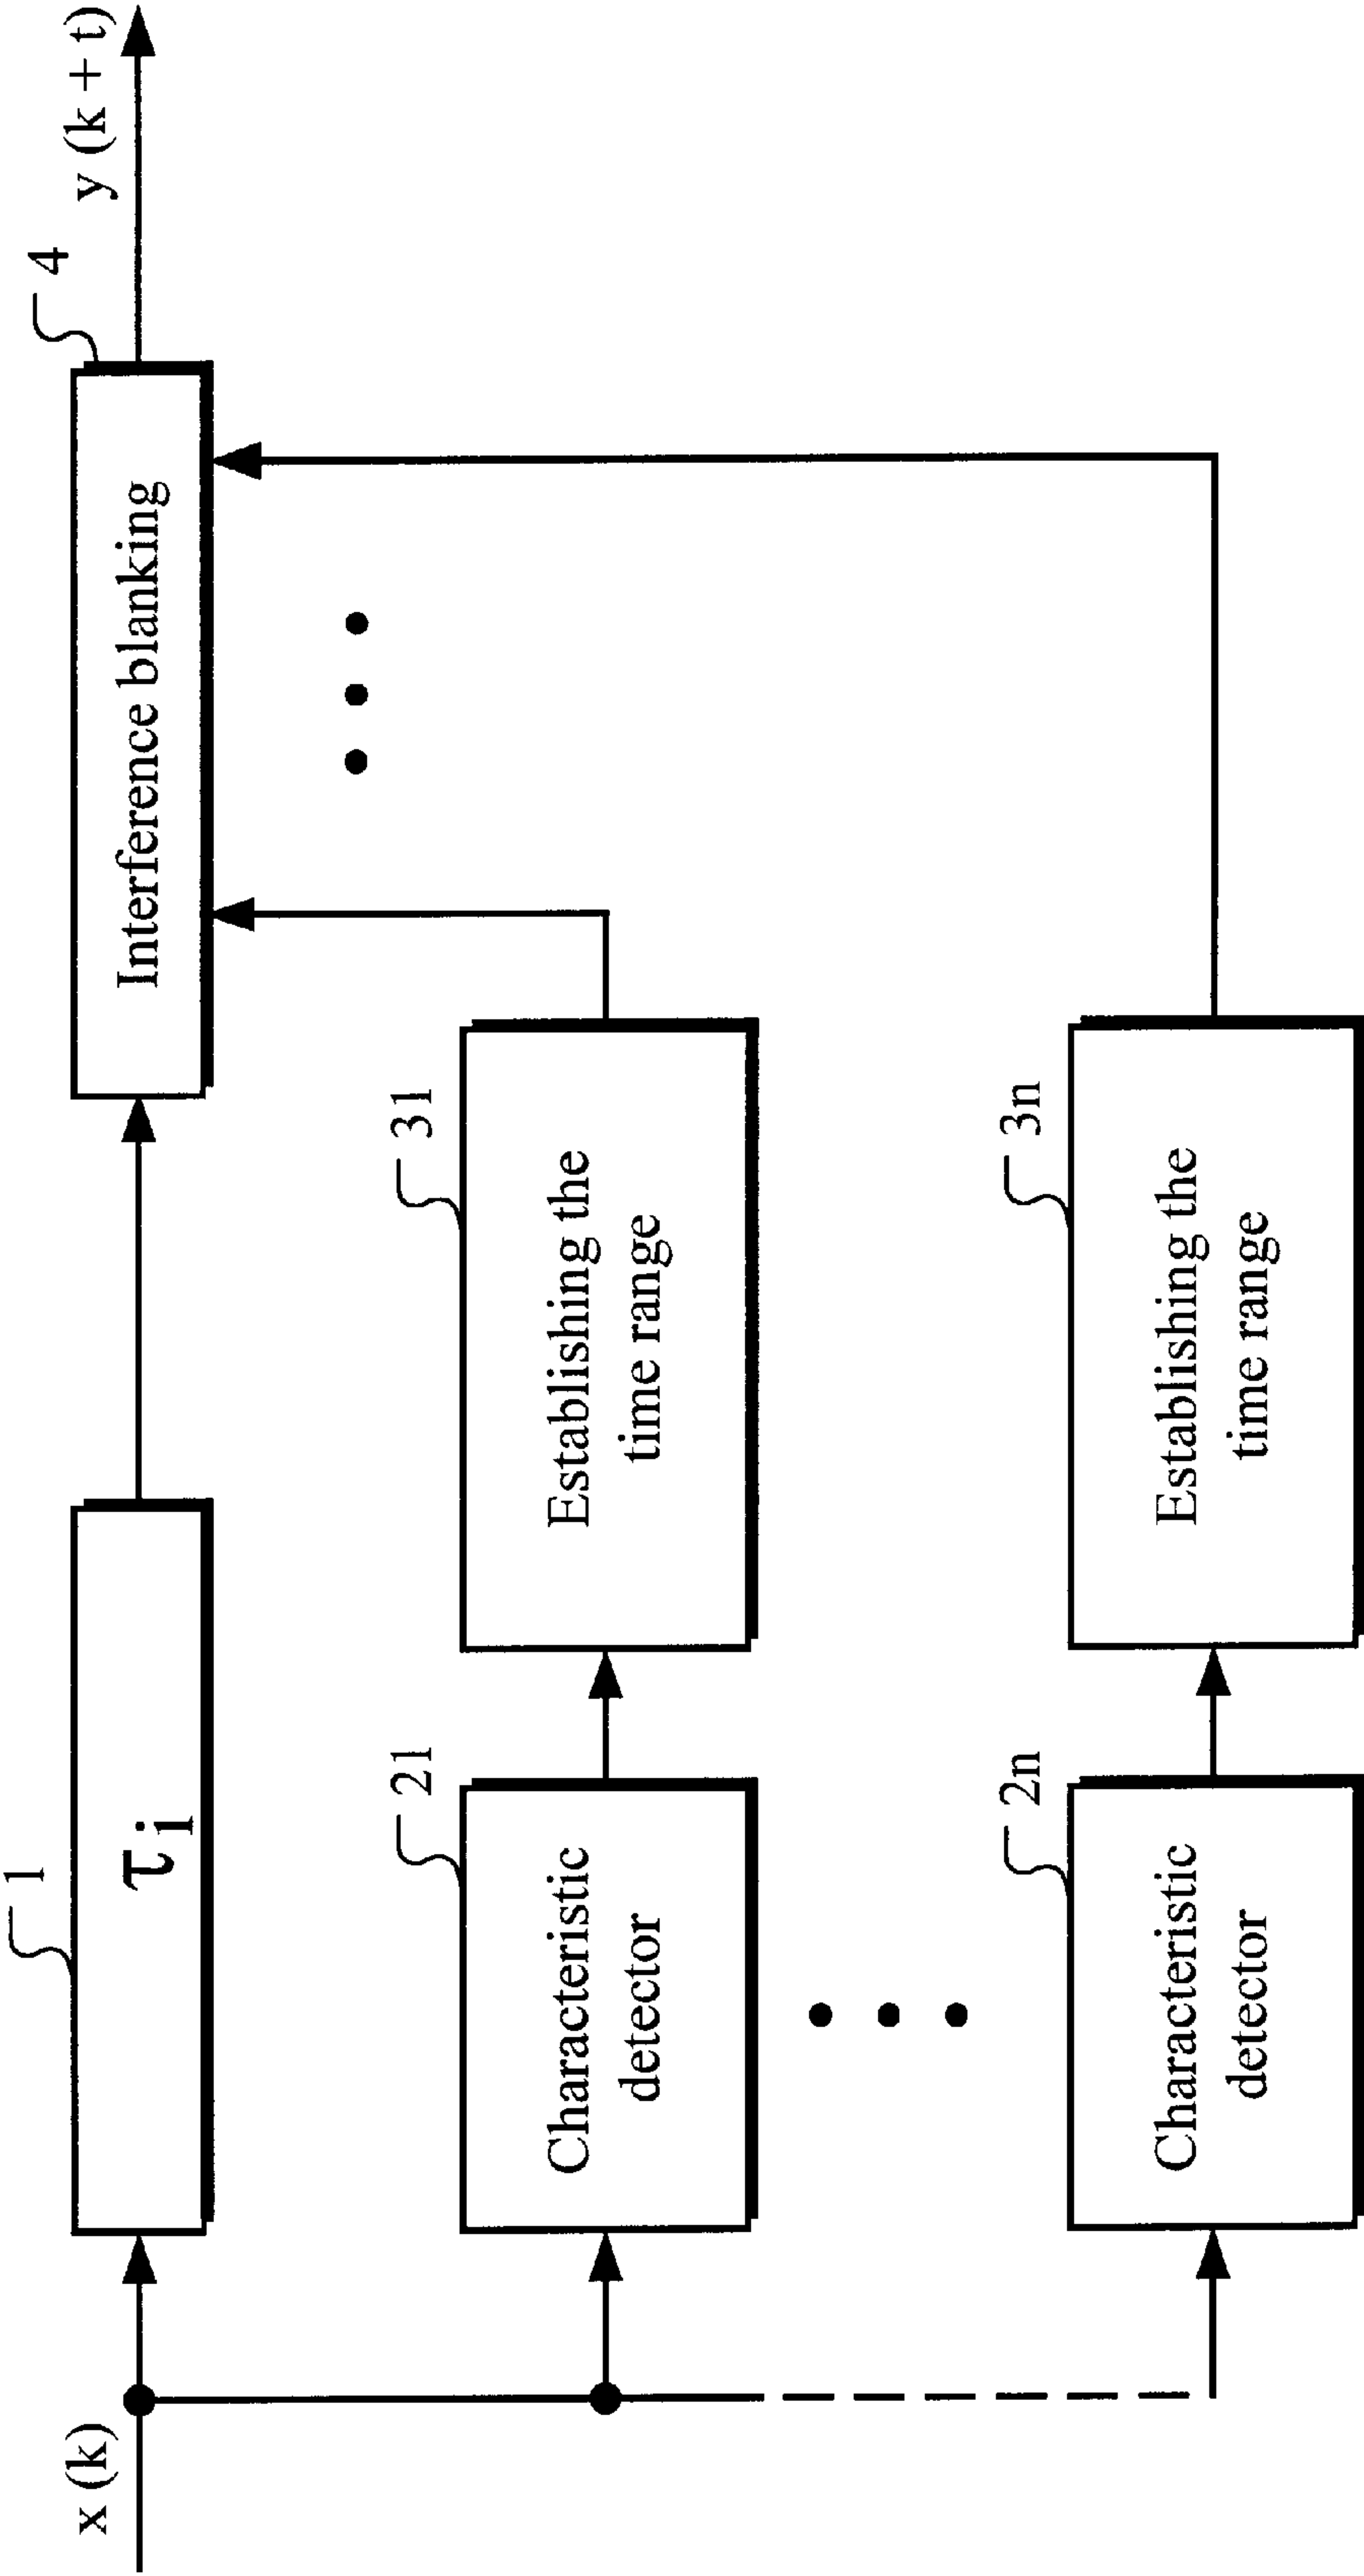 x (k)
1
τi
Interference blanking
4
y (k + t)
21
Characteristic
detector
31
Establishing the
time range
2n
Characteristic
detector
3n
Establishing the
time range